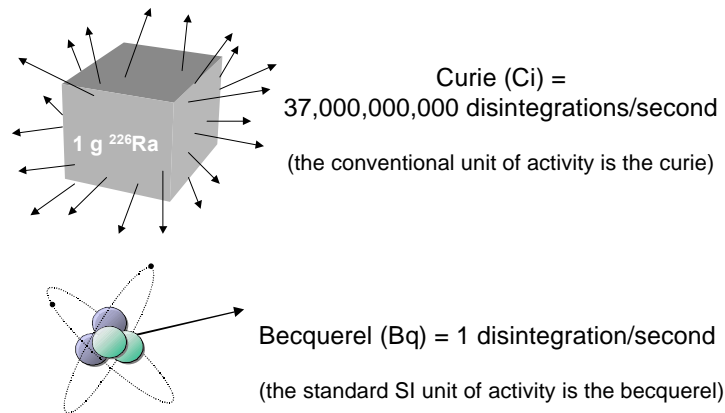 Curie (Ci) =
37,000,000,000 disintegrations/second
(the conventional unit of activity is the curie)
1 g ²²⁶Ra
Becquerel (Bq) = 1 disintegration/second
(the standard SI unit of activity is the becquerel)